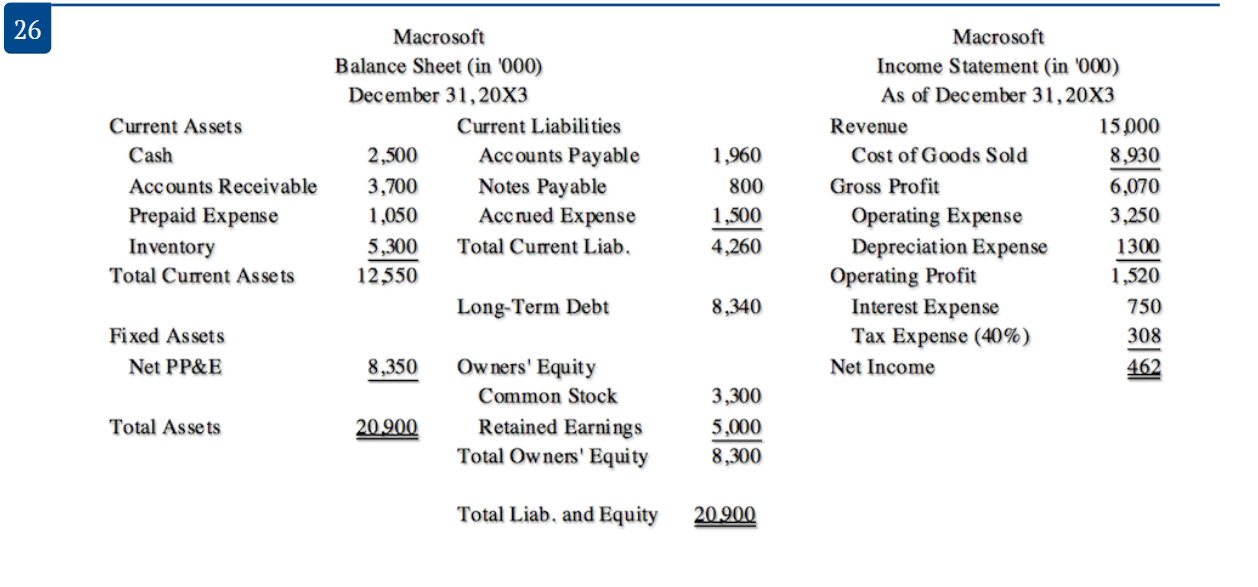 26
Macrosoft
Balance Sheet (in '000)
December 31, 20X3
Current Assets Current Liabilities
Cash 2,500 Accounts Payable 1,960
Accounts Receivable 3,700 Notes Payable 800
Prepaid Expense 1,050 Accrued Expense 1,500
Inventory 5,300 Total Current Liab. 4,260
Total Current Assets 12,550
Long-Term Debt 8,340
Fixed Assets
Net PP&E 8,350 Owners' Equity
Common Stock 3,300
Total Assets 20,900 Retained Earnings 5,000
Total Owners' Equity 8,300
Total Liab. and Equity 20,900
Macrosoft
Income Statement (in '000)
As of December 31, 20X3
Revenue 15,000
Cost of Goods Sold 8,930
Gross Profit 6,070
Operating Expense 3,250
Depreciation Expense 1300
Operating Profit 1,520
Interest Expense 750
Tax Expense (40%) 308
Net Income 462